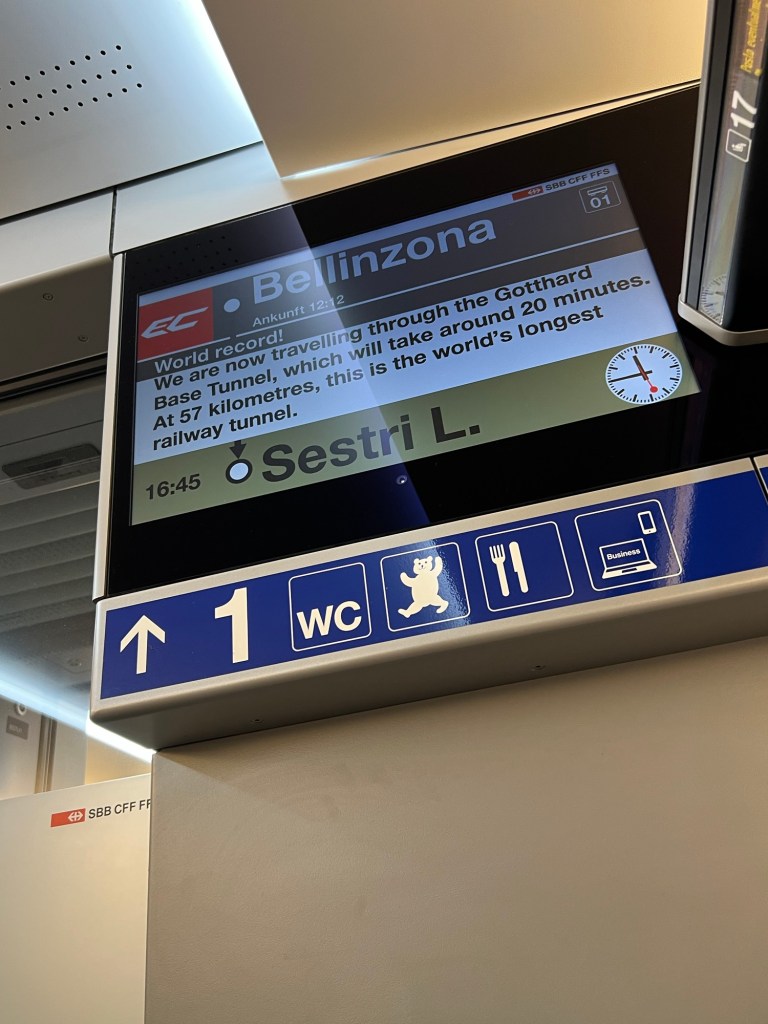 SBB CFF FFS
01
EC
Bellinzona
Ankunft 12:12
World record!
We are now travelling through the Gotthard
Base Tunnel, which will take around 20 minutes.
At 57 kilometres, this is the world's longest
railway tunnel.
16:45 Sestri L.
17
1 WC Business
SBB CFF FF